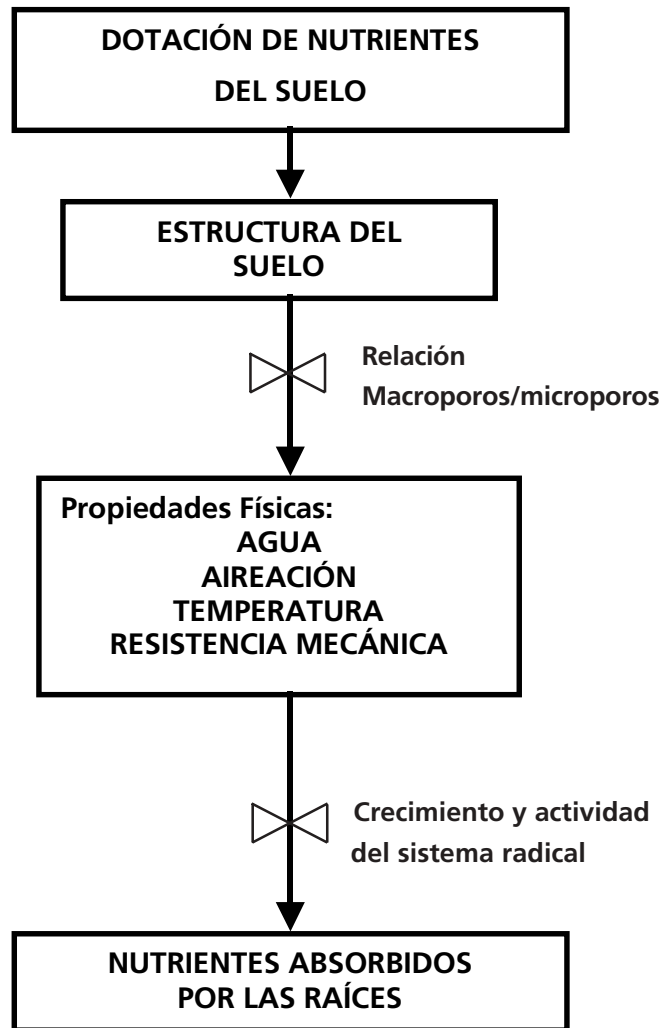 DOTACIÓN DE NUTRIENTES
DEL SUELO
ESTRUCTURA DEL
SUELO
Relación
Macroporos/microporos
Propiedades Físicas:
AGUA
AIREACIÓN
TEMPERATURA
RESISTENCIA MECÁNICA
Crecimiento y actividad
del sistema radical
NUTRIENTES ABSORBIDOS
POR LAS RAÍCES